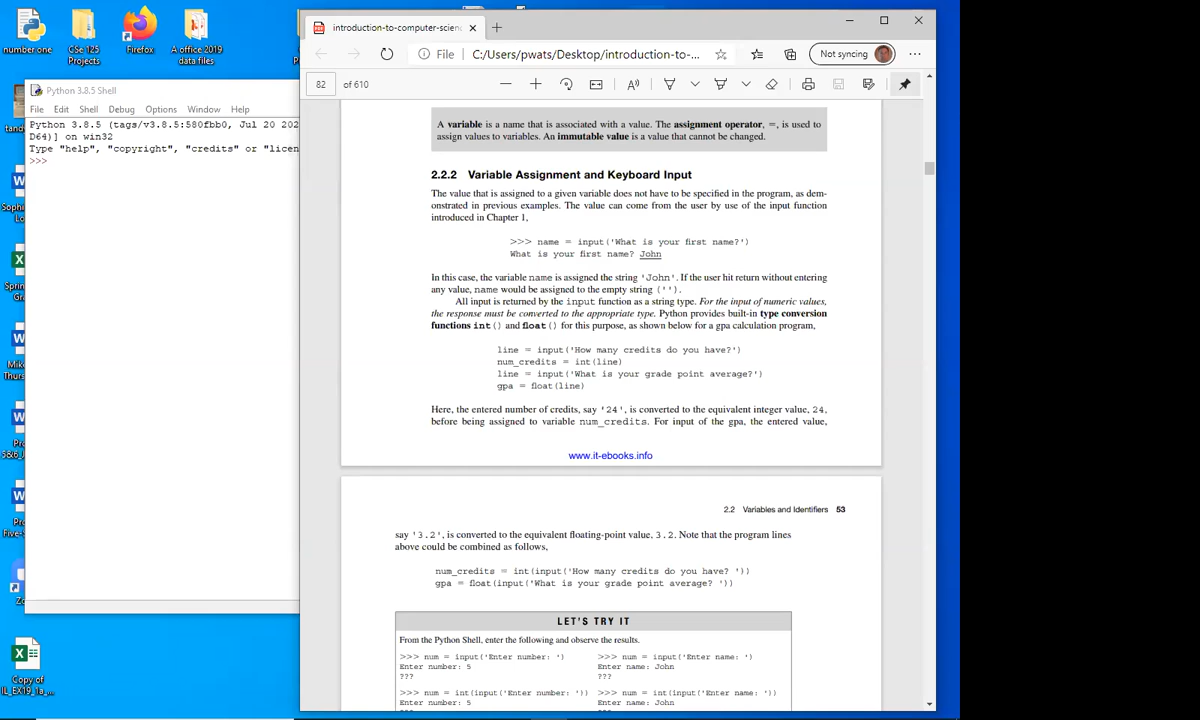 number.one
CSe 125
Projects
Firefox
A office 2019
data files
Python 3.8.5 Shell
File Edit Shell Debug Options Window Help
Python 3.8.5 (tags/v3.8.5:580fbb0, Jul 20 202
D64)] on win32
Type "help", "copyright", "credits" or "licen
>>>
Copy of
IL_EX19_1a_...
introduction-to-computer-scien
File C:/Users/pwats/Desktop/introduction-to-... Not syncing
82 of 610
A variable is a name that is associated with a value. The assignment operator, =, is used to
assign values to variables. An immutable value is a value that cannot be changed.
2.2.2 Variable Assignment and Keyboard Input
The value that is assigned to a given variable does not have to be specified in the program, as dem-
onstrated in previous examples. The value can come from the user by use of the input function
introduced in Chapter 1,
>>> name = input('What is your first name?')
What is your first name? John
In this case, the variable name is assigned the string 'John'. If the user hit return without entering
any value, name would be assigned to the empty string ('').
All input is returned by the input function as a string type. For the input of numeric values,
the response must be converted to the appropriate type. Python provides built-in type conversion
functions int() and float() for this purpose, as shown below for a gpa calculation program,
line = input('How many credits do you have?')
num_credits = int(line)
line = input('What is your grade point average?')
gpa = float(line)
Here, the entered number of credits, say '24', is converted to the equivalent integer value, 24,
before being assigned to variable num_credits. For input of the gpa, the entered value,
www.it-ebooks.info
2.2 Variables and Identifiers 53
say '3.2', is converted to the equivalent floating-point value, 3.2. Note that the program lines
above could be combined as follows,
num_credits = int(input('How many credits do you have? '))
gpa = float(input('What is your grade point average? '))
LET'S TRY IT
From the Python Shell, enter the following and observe the results.
>>> num = input('Enter number: ') >>> num = input('Enter name: ')
Enter number: 5 Enter name: John
??? ???
>>> num = int(input('Enter number: ')) >>> num = int(input('Enter name: '))
Enter number: 5 Enter name: John